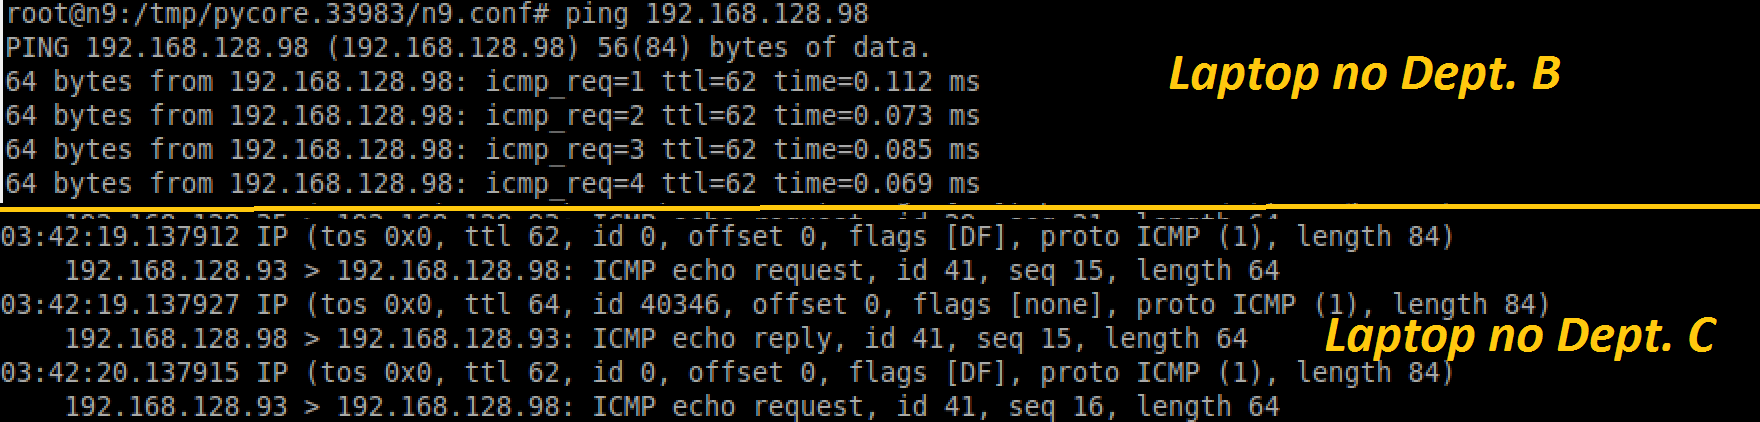 root@n9:/tmp/pycore.33983/n9.conf# ping 192.168.128.98
PING 192.168.128.98 (192.168.128.98) 56(84) bytes of data.
64 bytes from 192.168.128.98: icmp_req=1 ttl=62 time=0.112 ms
64 bytes from 192.168.128.98: icmp_req=2 ttl=62 time=0.073 ms
64 bytes from 192.168.128.98: icmp_req=3 ttl=62 time=0.085 ms
64 bytes from 192.168.128.98: icmp_req=4 ttl=62 time=0.069 ms
Laptop no Dept. B
03:42:19.137912 IP (tos 0x0, ttl 62, id 0, offset 0, flags [DF], proto ICMP (1), length 84)
192.168.128.93 > 192.168.128.98: ICMP echo request, id 41, seq 15, length 64
03:42:19.137927 IP (tos 0x0, ttl 64, id 40346, offset 0, flags [none], proto ICMP (1), length 84)
192.168.128.98 > 192.168.128.93: ICMP echo reply, id 41, seq 15, length 64
Laptop no Dept. C
03:42:20.137915 IP (tos 0x0, ttl 62, id 0, offset 0, flags [DF], proto ICMP (1), length 84)
192.168.128.93 > 192.168.128.98: ICMP echo request, id 41, seq 16, length 64